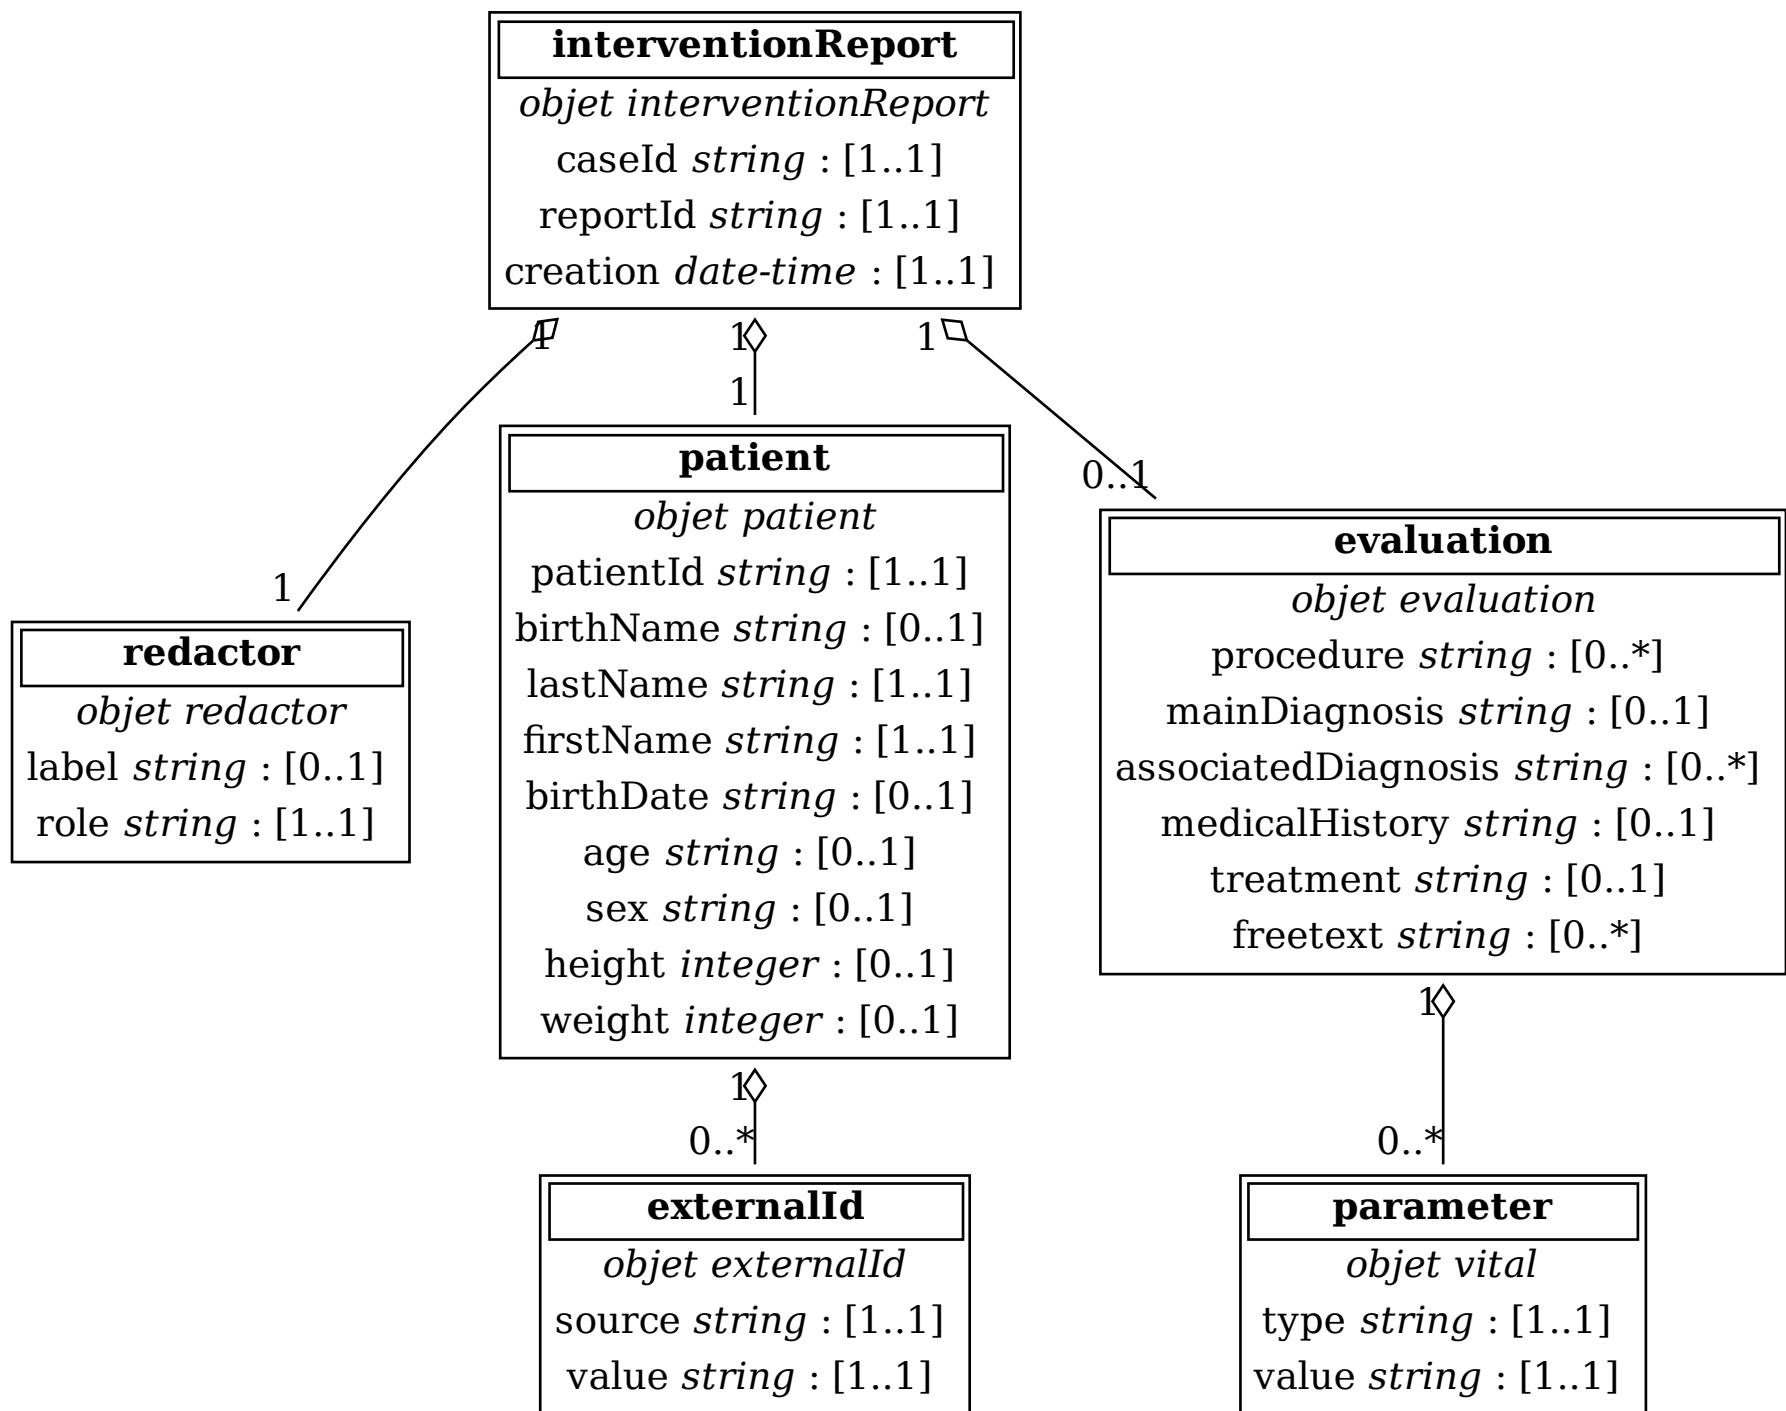 interventionReport
objet interventionReport
caseId string : [1..1]
reportId string : [1..1]
creation date-time : [1..1]
1
1
1
1
0..1
1
patient
objet patient
patientId string : [1..1]
birthName string : [0..1]
lastName string : [1..1]
firstName string : [1..1]
birthDate string : [0..1]
age string : [0..1]
sex string : [0..1]
height integer : [0..1]
weight integer : [0..1]
redactor
objet redactor
label string : [0..1]
role string : [1..1]
evaluation
objet evaluation
procedure string : [0..*]
mainDiagnosis string : [0..1]
associatedDiagnosis string : [0..*]
medicalHistory string : [0..1]
treatment string : [0..1]
freetext string : [0..*]
1
0..*
1
0..*
externalId
objet externalId
source string : [1..1]
value string : [1..1]
parameter
objet vital
type string : [1..1]
value string : [1..1]